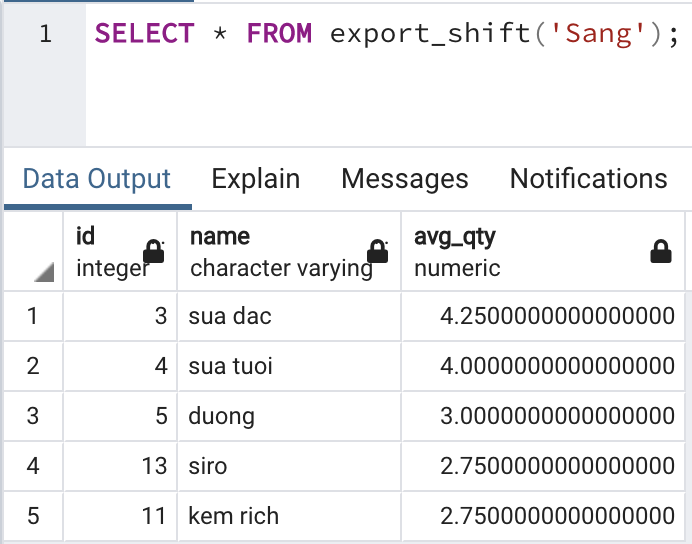 1 SELECT * FROM export_shift('Sang');
Data Output Explain Messages Notifications
id name avg_qty
integer character varying numeric
1 3 sua dac 4.2500000000000000
2 4 sua tuoi 4.0000000000000000
3 5 duong 3.0000000000000000
4 13 siro 2.7500000000000000
5 11 kem rich 2.7500000000000000